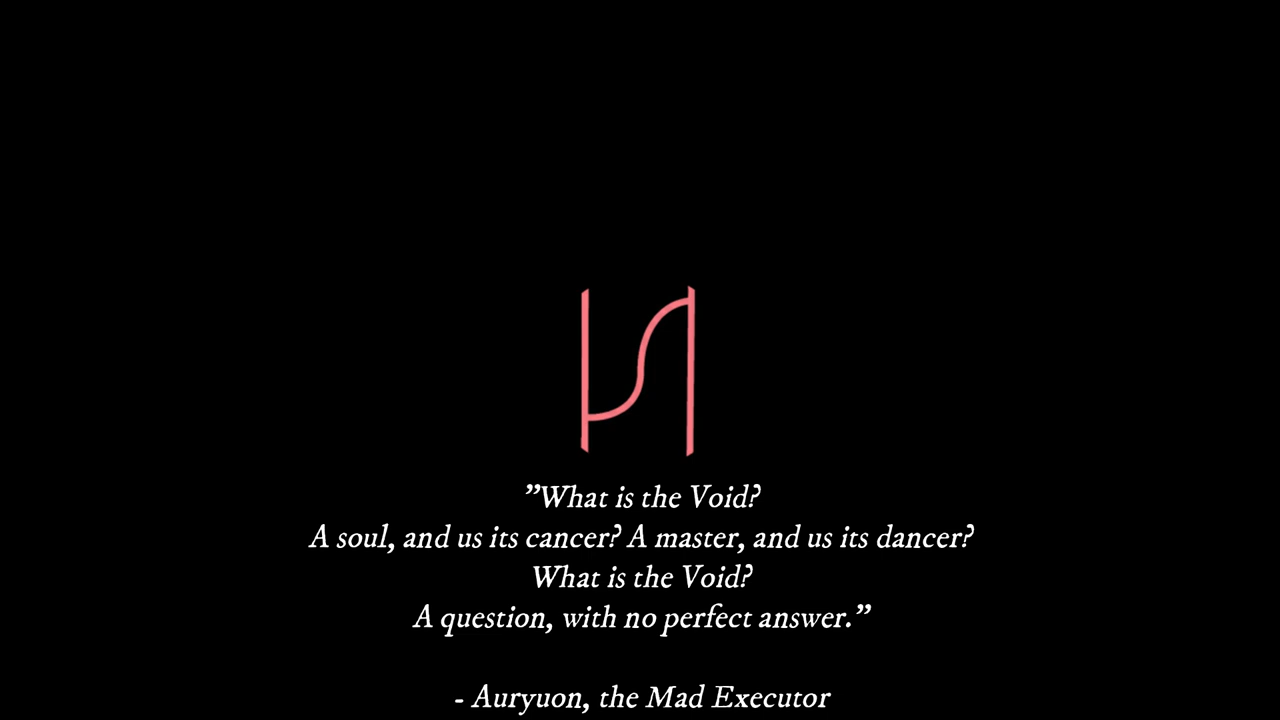 ”What is the Void?
A soul, and us its cancer? A master, and us its dancer?
What is the Void?
A question, with no perfect answer.”
- Auryuon, the Mad Executor